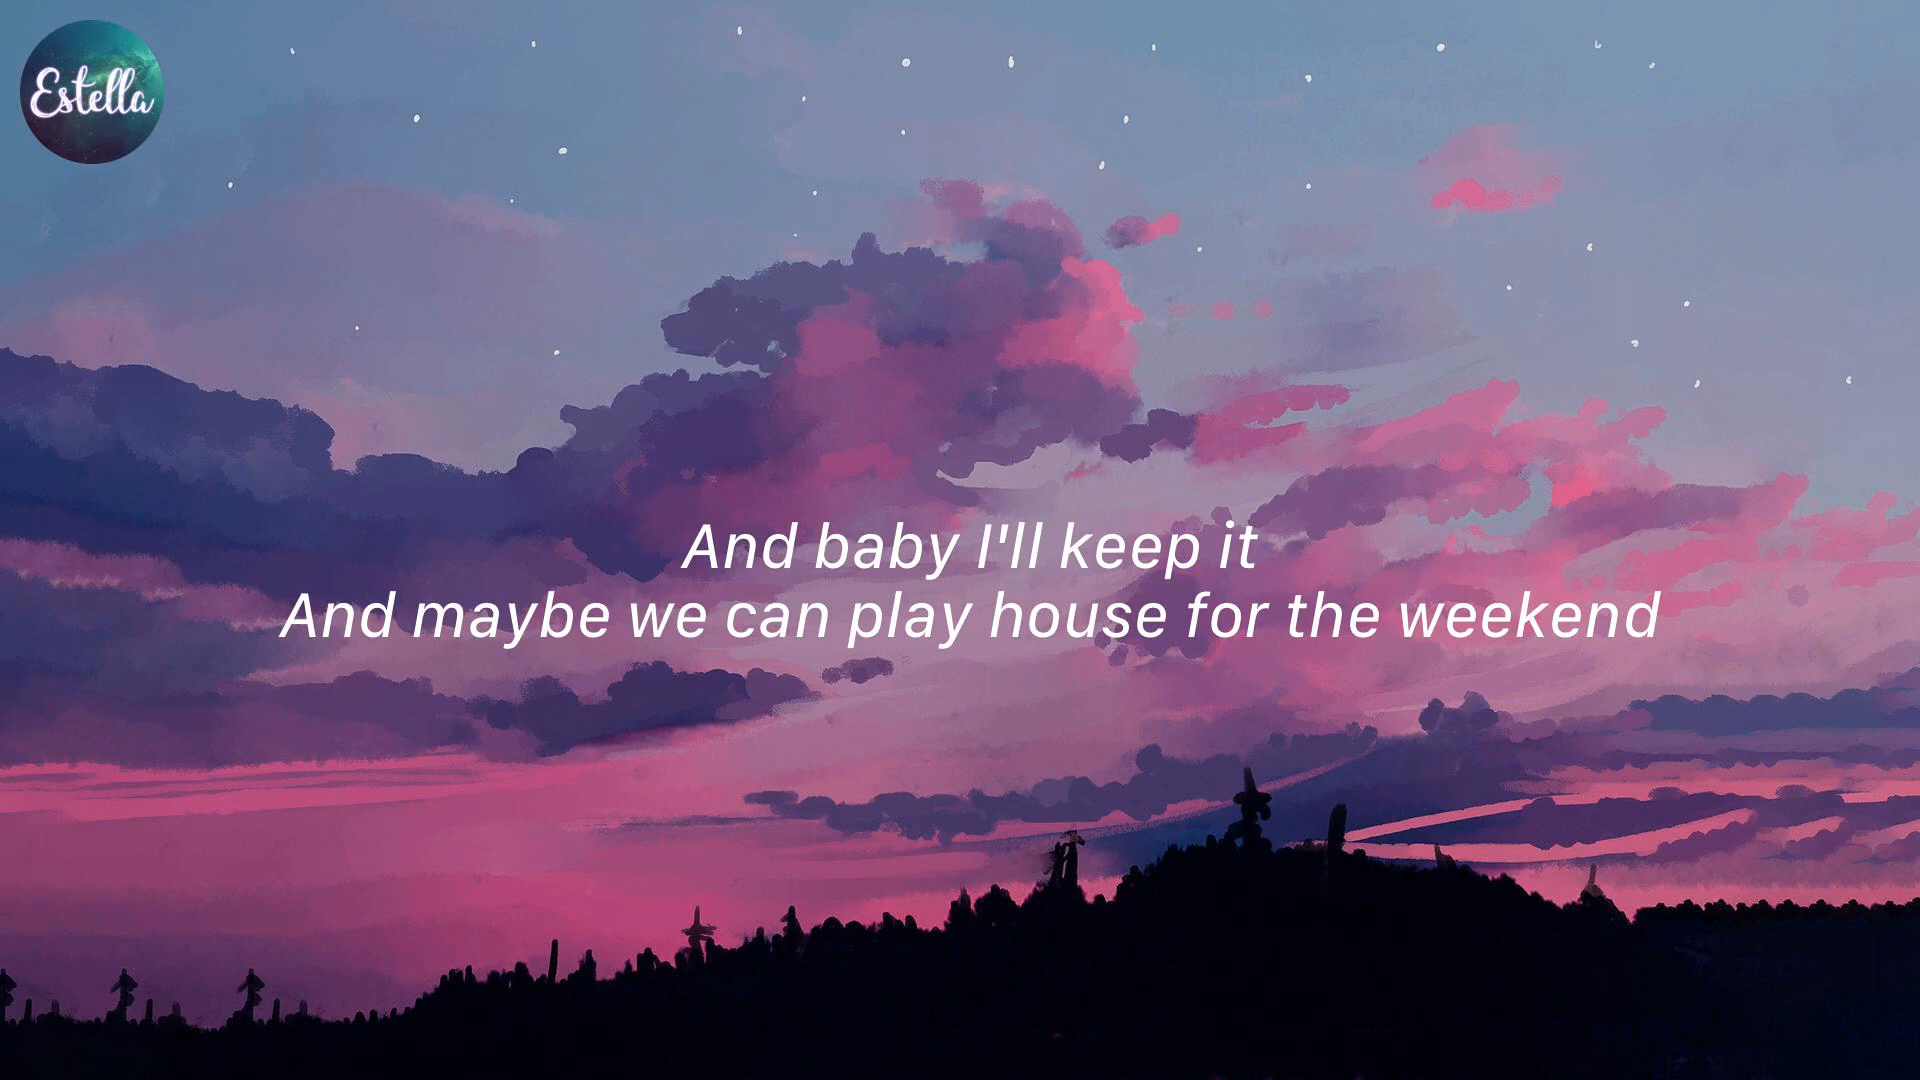 Estella
And baby I'll keep it
And maybe we can play house for the weekend